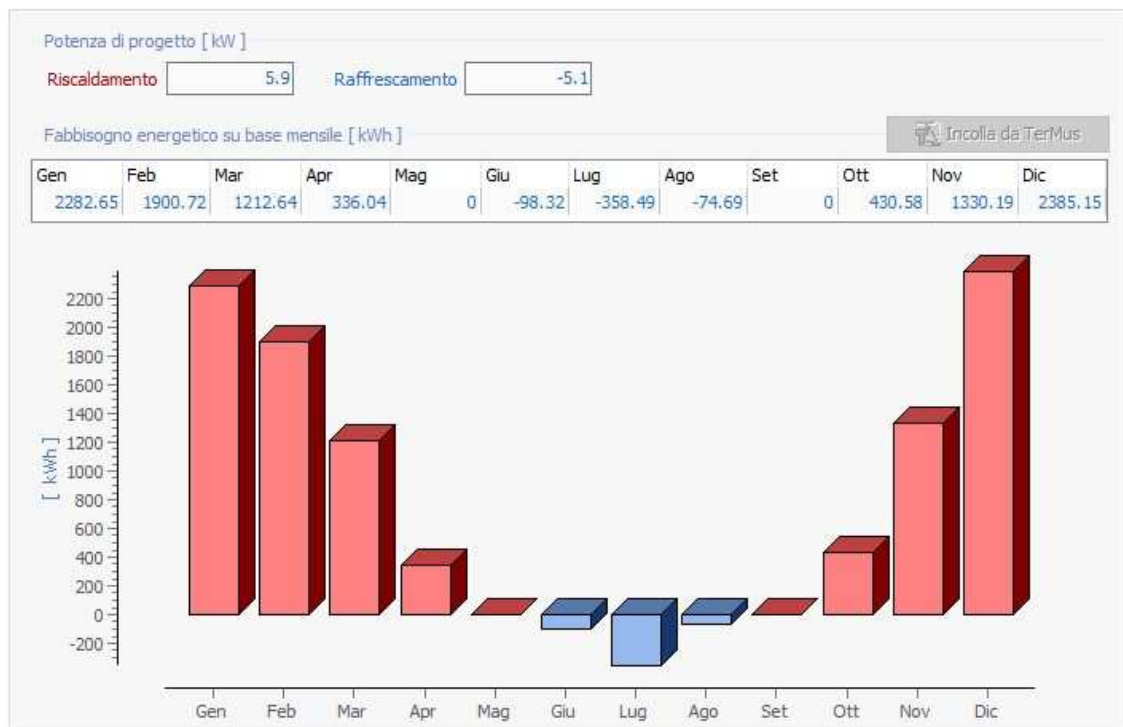 Potenza di progetto [ kW ]
Riscaldamento 5.9 Raffrescamento -5.1
Fabbisogno energetico su base mensile [ kWh ] Incolla da TerMus
Gen Feb Mar Apr Mag Giu Lug Ago Set Ott Nov Dic
2282.65 1900.72 1212.64 336.04 0 -98.32 -358.49 -74.69 0 430.58 1330.19 2385.15
2200
2000
1800
1600
1400
1200
1000
800
600
400
200
0
-200
[ kWh ]
Gen Feb Mar Apr Mag Giu Lug Ago Set Ott Nov Dic